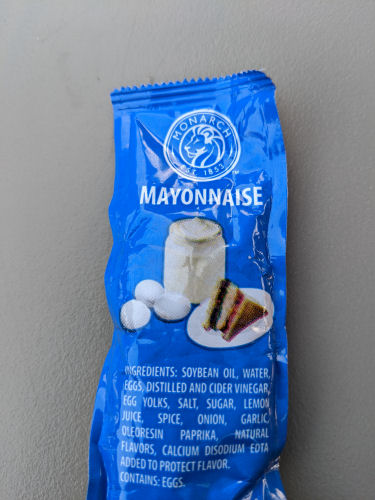 MONARCH
EST. 1853
™
MAYONNAISE
INGREDIENTS: SOYBEAN OIL, WATER,
EGGS, DISTILLED AND CIDER VINEGAR,
EGG YOLKS, SALT, SUGAR, LEMON
JUICE, SPICE, ONION, GARLIC,
OLEORESIN PAPRIKA, NATURAL
FLAVORS, CALCIUM DISODIUM EDTA
ADDED TO PROTECT FLAVOR.
CONTAINS: EGGS.